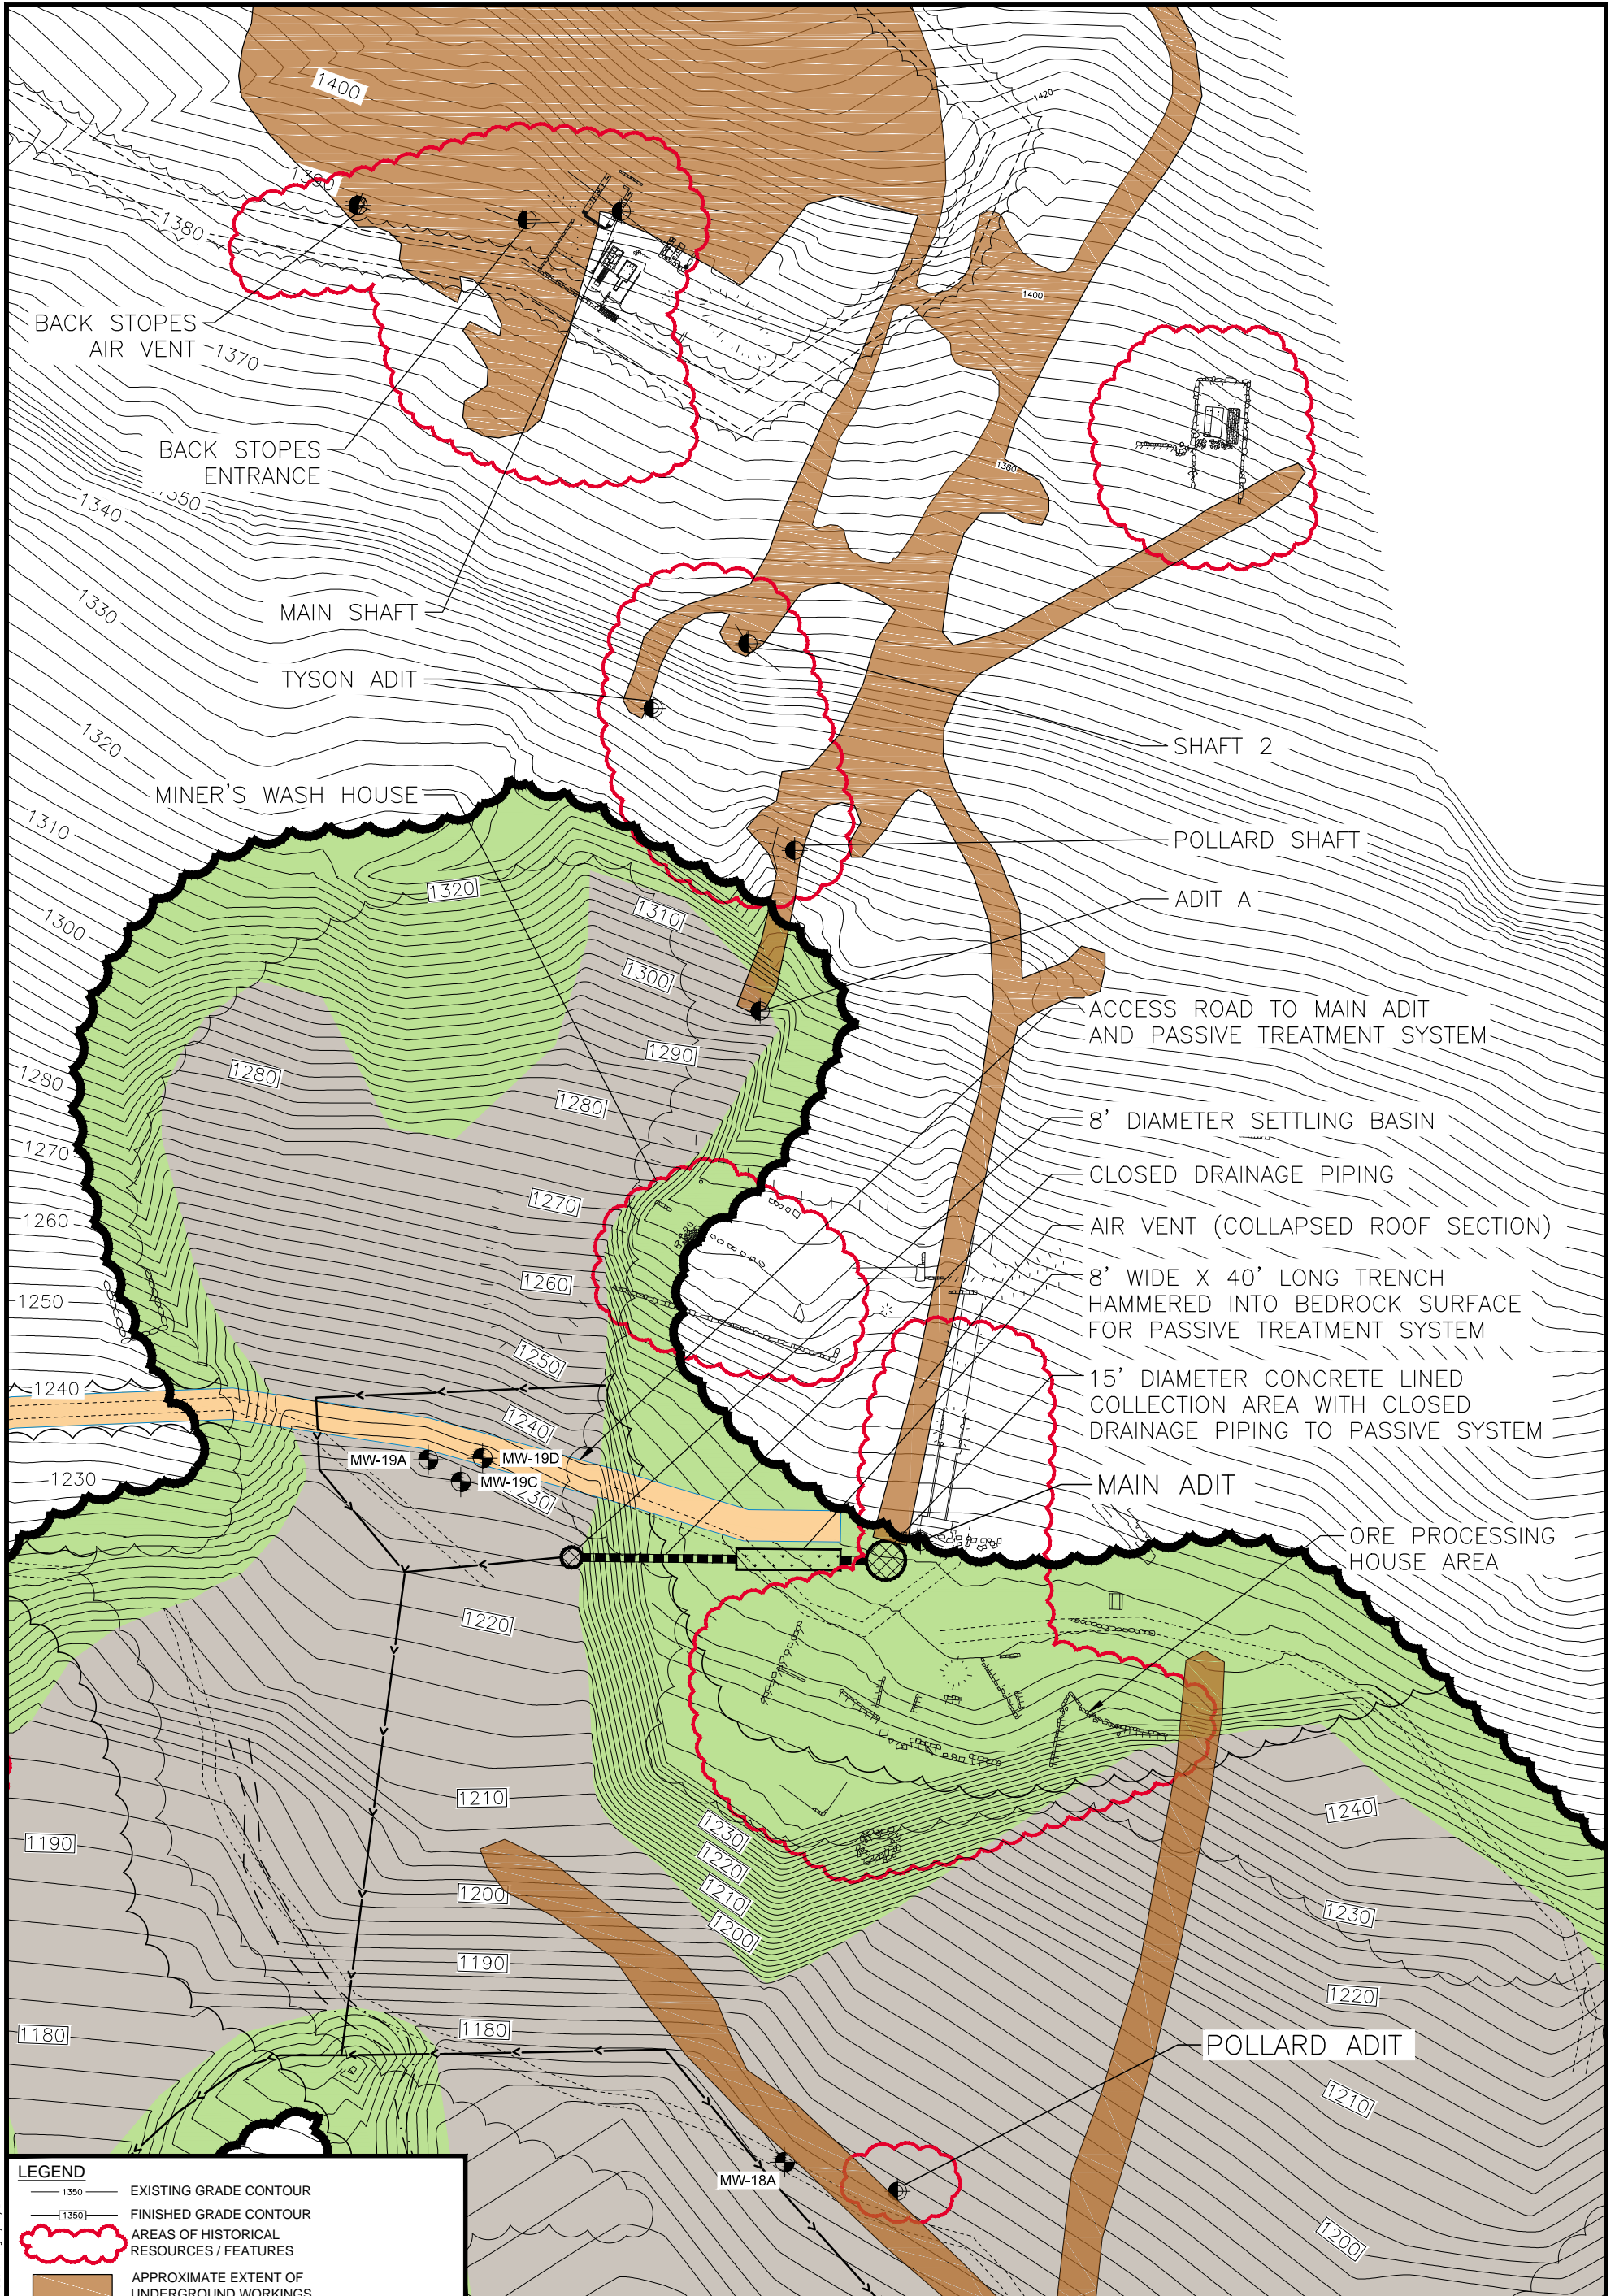 1400
1420
1380
1380
1400
BACK STOPES
AIR VENT
1370
BACK STOPES
ENTRANCE
1380
1350
1340
MAIN SHAFT
1330
TYSON ADIT
1320
SHAFT 2
MINER'S WASH HOUSE
1310
POLLARD SHAFT
1320
ADIT A
1310
1300
1300
ACCESS ROAD TO MAIN ADIT
AND PASSIVE TREATMENT SYSTEM
1290
1280
1280
1280
8' DIAMETER SETTLING BASIN
1270
CLOSED DRAINAGE PIPING
1270
1260
AIR VENT (COLLAPSED ROOF SECTION)
1260
8' WIDE X 40' LONG TRENCH
HAMMERED INTO BEDROCK SURFACE
FOR PASSIVE TREATMENT SYSTEM
1250
1250
1240
15' DIAMETER CONCRETE LINED
COLLECTION AREA WITH CLOSED
DRAINAGE PIPING TO PASSIVE SYSTEM
1240
MW-19A
MW-19D
MW-19C
1230
1230
MAIN ADIT
ORE PROCESSING
HOUSE AREA
1220
1210
1240
1190
1230
1220
1210
1200
1200
1230
1190
1220
1180
1180
POLLARD ADIT
1210
MW-18A
1200
LEGEND
1350 EXISTING GRADE CONTOUR
1350 FINISHED GRADE CONTOUR
AREAS OF HISTORICAL
RESOURCES / FEATURES
APPROXIMATE EXTENT OF
UNDERGROUND WORKINGS